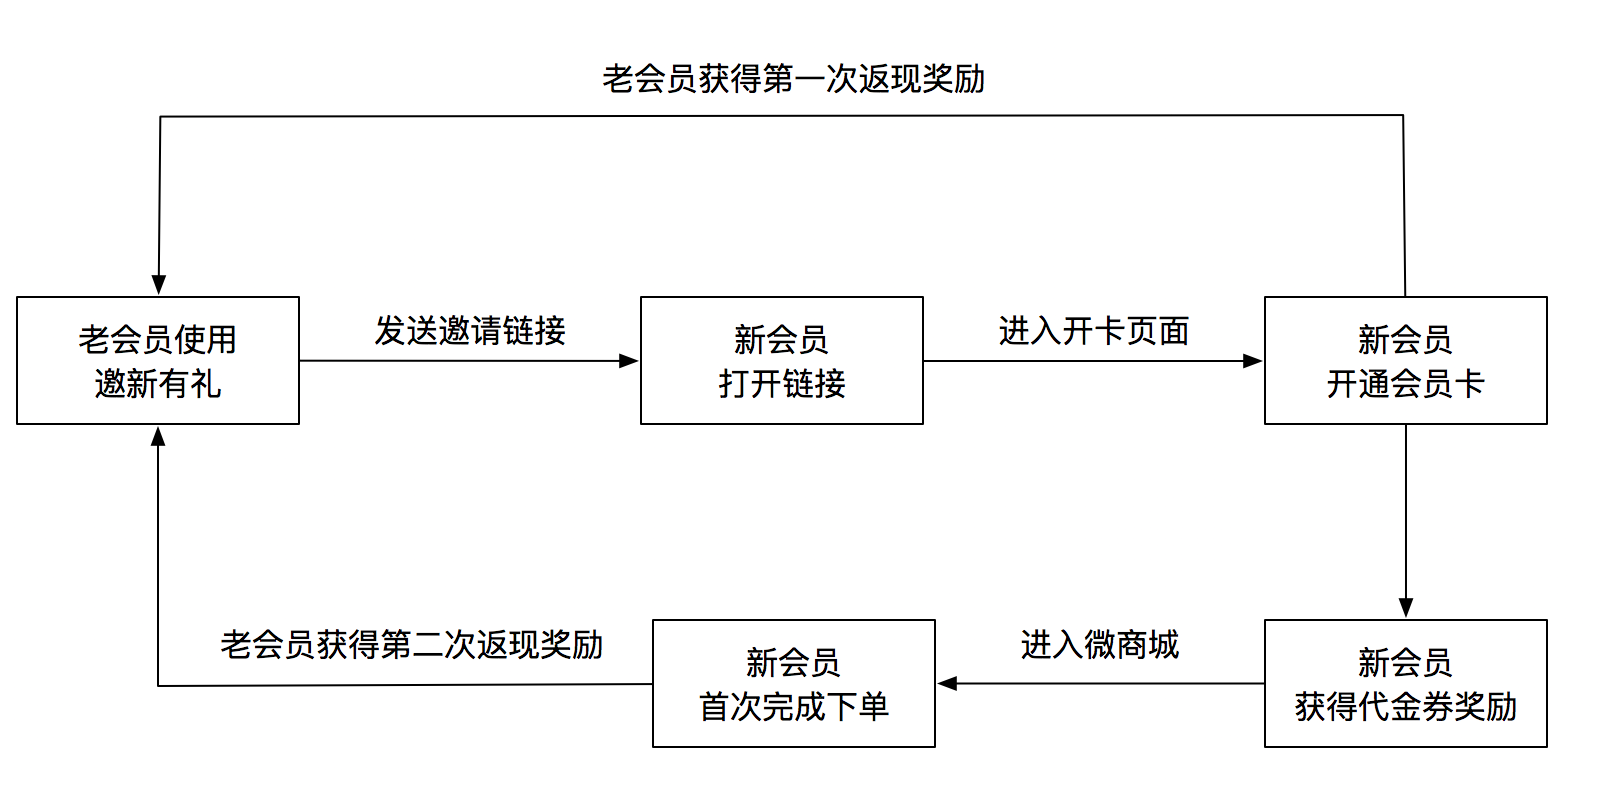 老会员获得第一次返现奖励
老会员使用
邀新有礼
发送邀请链接
新会员
打开链接
进入开卡页面
新会员
开通会员卡
老会员获得第二次返现奖励
新会员
首次完成下单
进入微商城
新会员
获得代金券奖励